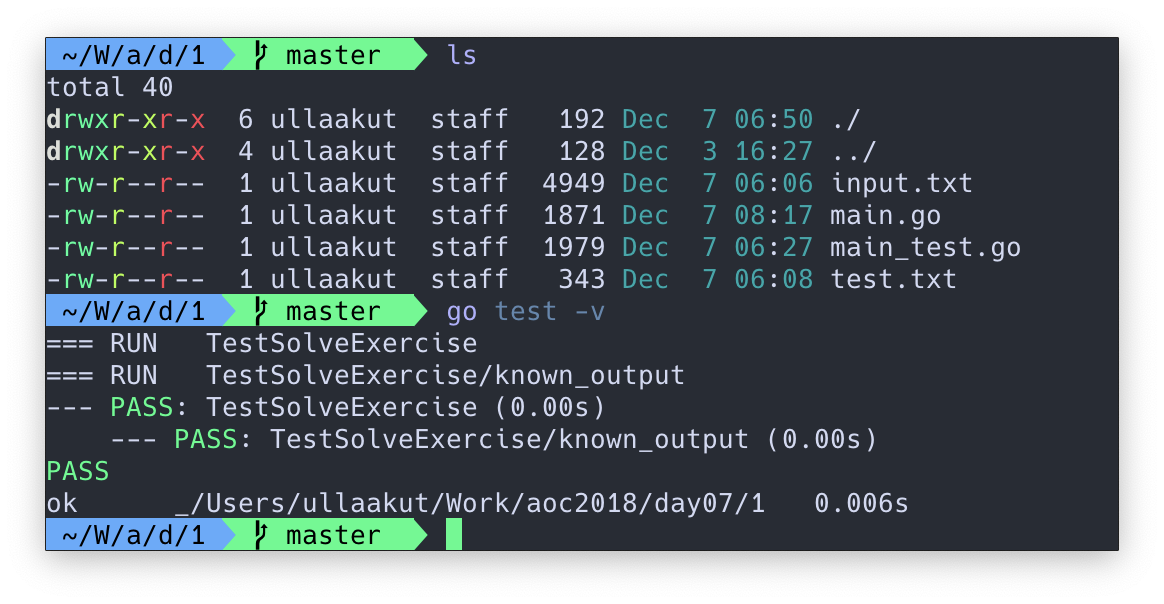 ~/W/a/d/1 master ls
total 40
drwxr-xr-x 6 ullaakut staff 192 Dec 7 06:50 ./
drwxr-xr-x 4 ullaakut staff 128 Dec 3 16:27 ../
-rw-r--r-- 1 ullaakut staff 4949 Dec 7 06:06 input.txt
-rw-r--r-- 1 ullaakut staff 1871 Dec 7 08:17 main.go
-rw-r--r-- 1 ullaakut staff 1979 Dec 7 06:27 main_test.go
-rw-r--r-- 1 ullaakut staff 343 Dec 7 06:08 test.txt
~/W/a/d/1 master go test -v
=== RUN TestSolveExercise
=== RUN TestSolveExercise/known_output
--- PASS: TestSolveExercise (0.00s)
--- PASS: TestSolveExercise/known_output (0.00s)
PASS
ok _/Users/ullaakut/Work/aoc2018/day07/1 0.006s
~/W/a/d/1 master